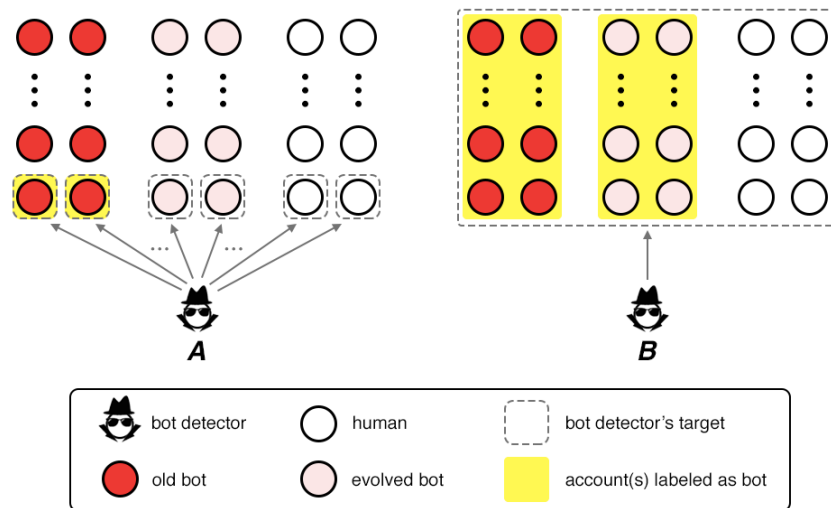 ... ...
A B
bot detector human bot detector's target
old bot evolved bot account(s) labeled as bot